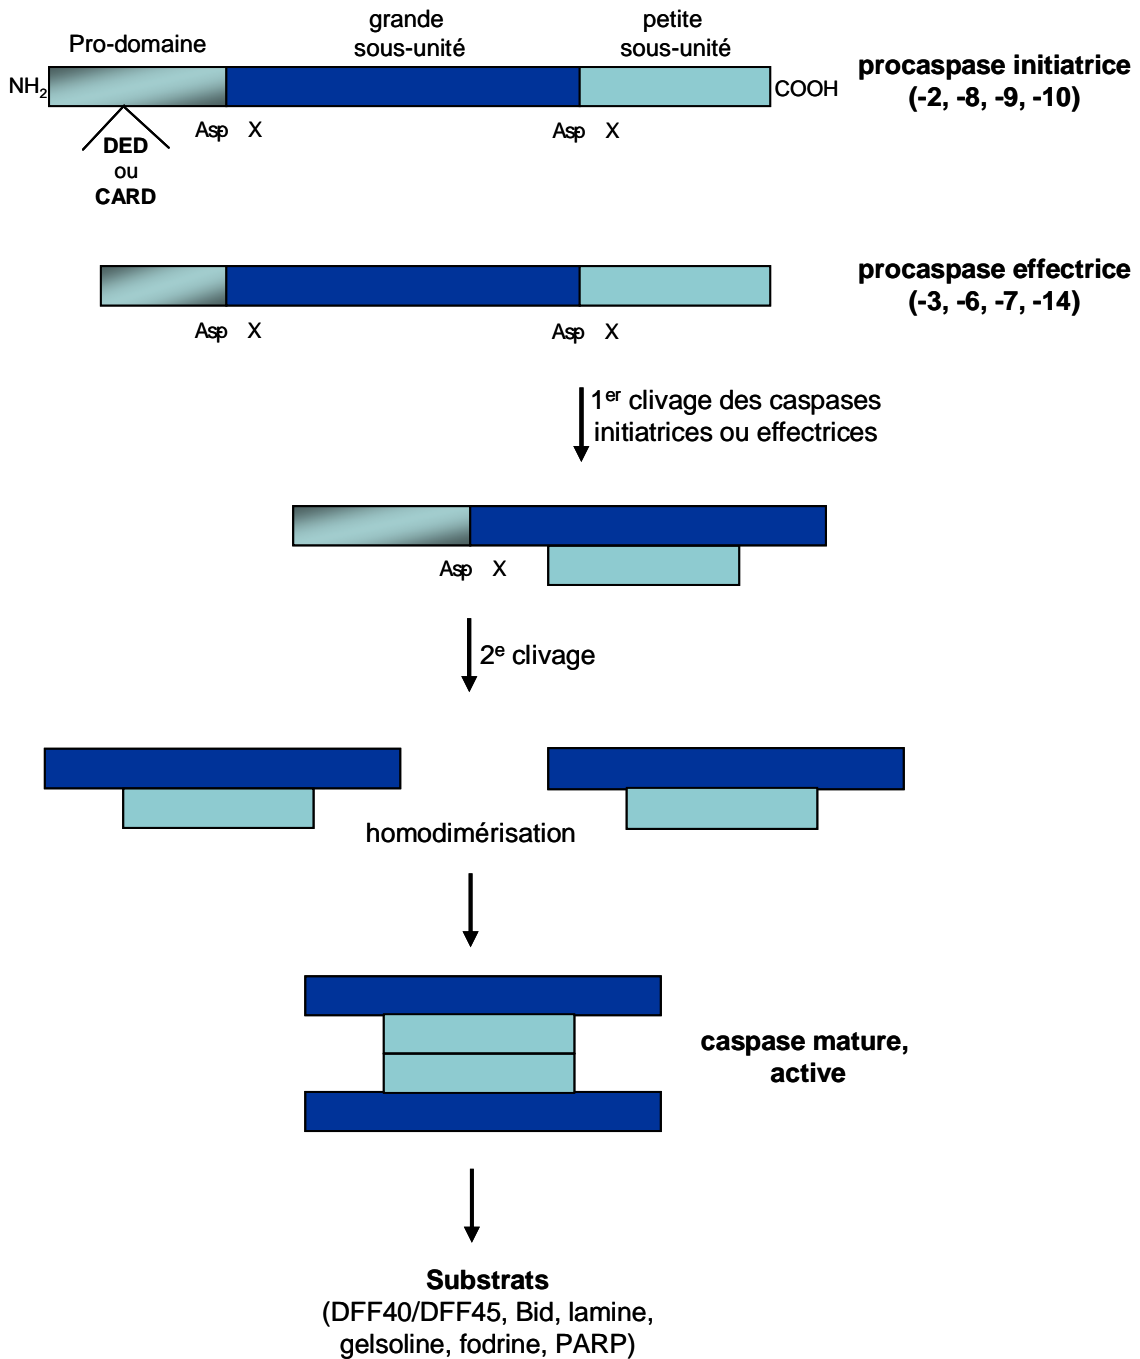 Pro-domaine
grande
sous-unité
petite
sous-unité
NH2
COOH
procaspase initiatrice
(-2, -8, -9, -10)
Asp X
Asp X
DED
ou
CARD
procaspase effectrice
(-3, -6, -7, -14)
Asp X
Asp X
1er clivage des caspases
initiatrices ou effectrices
Asp X
2e clivage
homodimérisation
caspase mature,
active
Substrats
(DFF40/DFF45, Bid, lamine,
gelsoline, fodrine, PARP)